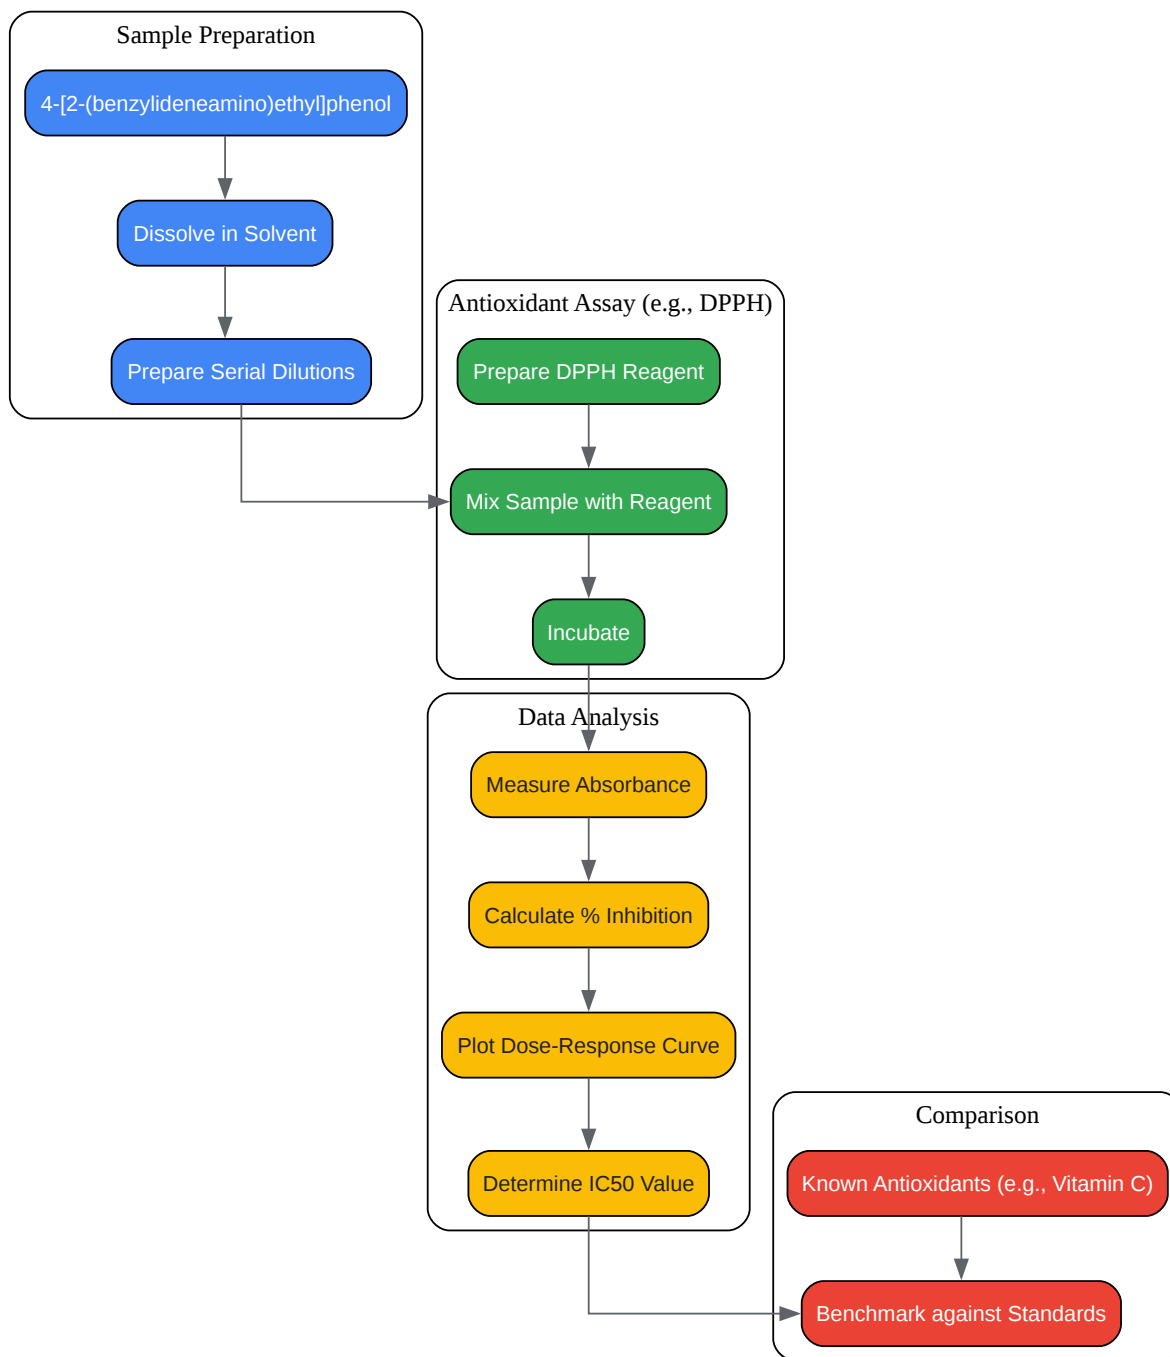 Sample Preparation
4-[2-(benzylideneamino)ethyl]phenol
Dissolve in Solvent
Prepare Serial Dilutions
Antioxidant Assay (e.g., DPPH)
Prepare DPPH Reagent
Mix Sample with Reagent
Incubate
Data Analysis
Measure Absorbance
Calculate % Inhibition
Plot Dose-Response Curve
Determine IC50 Value
Comparison
Known Antioxidants (e.g., Vitamin C)
Benchmark against Standards